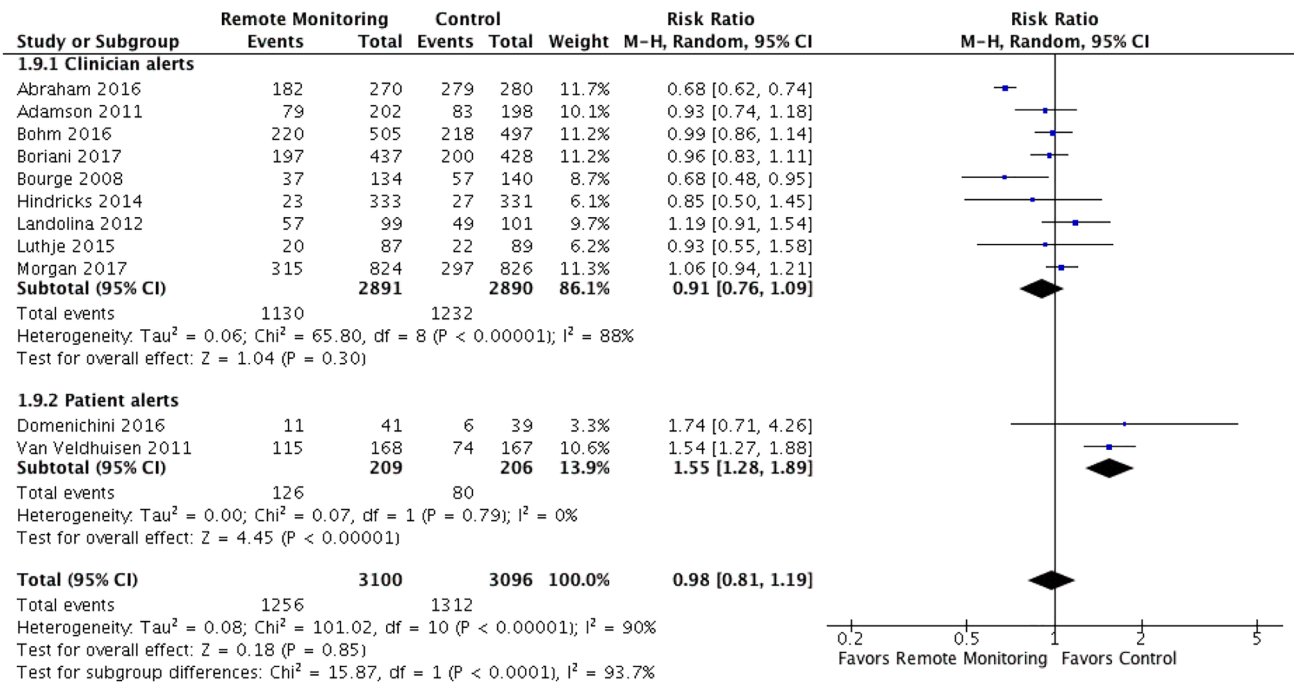 Remote Monitoring Control Risk Ratio Risk Ratio
Study or Subgroup Events Total Events Total Weight M-H, Random, 95% CI M-H, Random, 95% CI
1.9.1 Clinician alerts
Abraham 2016 182 270 279 280 11.7% 0.68 [0.62, 0.74]
Adamson 2011 79 202 83 198 10.1% 0.93 [0.74, 1.18]
Bohm 2016 220 505 218 497 11.2% 0.99 [0.86, 1.14]
Boriani 2017 197 437 200 428 11.2% 0.96 [0.83, 1.11]
Bourge 2008 37 134 57 140 8.7% 0.68 [0.48, 0.95]
Hindricks 2014 23 333 27 331 6.1% 0.85 [0.50, 1.45]
Landolina 2012 57 99 49 101 9.7% 1.19 [0.91, 1.54]
Luthje 2015 20 87 22 89 6.2% 0.93 [0.55, 1.58]
Morgan 2017 315 824 297 826 11.3% 1.06 [0.94, 1.21]
Subtotal (95% CI) 2891 2890 86.1% 0.91 [0.76, 1.09]
Total events 1130 1232
Heterogeneity: Tau² = 0.06; Chi² = 65.80, df = 8 (P < 0.00001); I² = 88%
Test for overall effect: Z = 1.04 (P = 0.30)
1.9.2 Patient alerts
Domenichini 2016 11 41 6 39 3.3% 1.74 [0.71, 4.26]
Van Veldhuisen 2011 115 168 74 167 10.6% 1.54 [1.27, 1.88]
Subtotal (95% CI) 209 206 13.9% 1.55 [1.28, 1.89]
Total events 126 80
Heterogeneity: Tau² = 0.00; Chi² = 0.07, df = 1 (P = 0.79); I² = 0%
Test for overall effect: Z = 4.45 (P < 0.00001)
Total (95% CI) 3100 3096 100.0% 0.98 [0.81, 1.19]
Total events 1256 1312
Heterogeneity: Tau² = 0.08; Chi² = 101.02, df = 10 (P < 0.00001); I² = 90%
Test for overall effect: Z = 0.18 (P = 0.85)
Test for subgroup differences: Chi² = 15.87, df = 1 (P < 0.0001), I² = 93.7%
0.2 0.5 1 2 5
Favors Remote Monitoring Favors Control